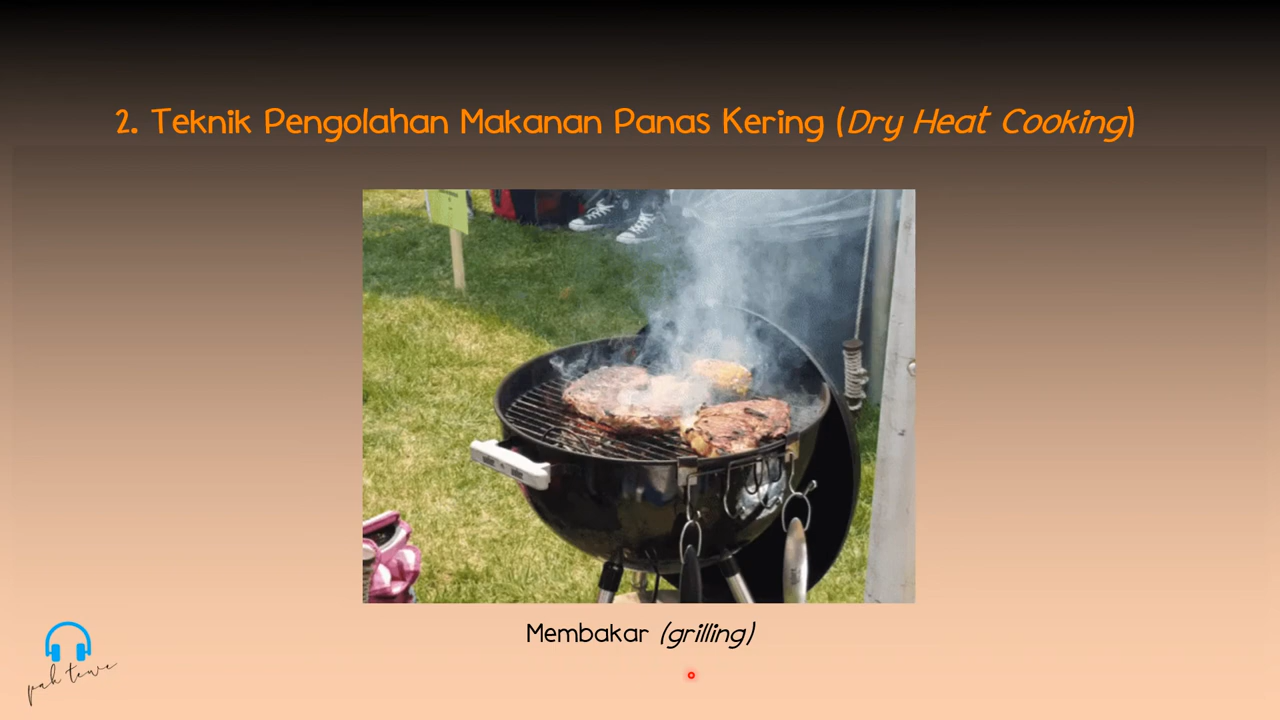 2. Teknik Pengolahan Makanan Panas Kering (Dry Heat Cooking)
Membakar (grilling)
pak tewe